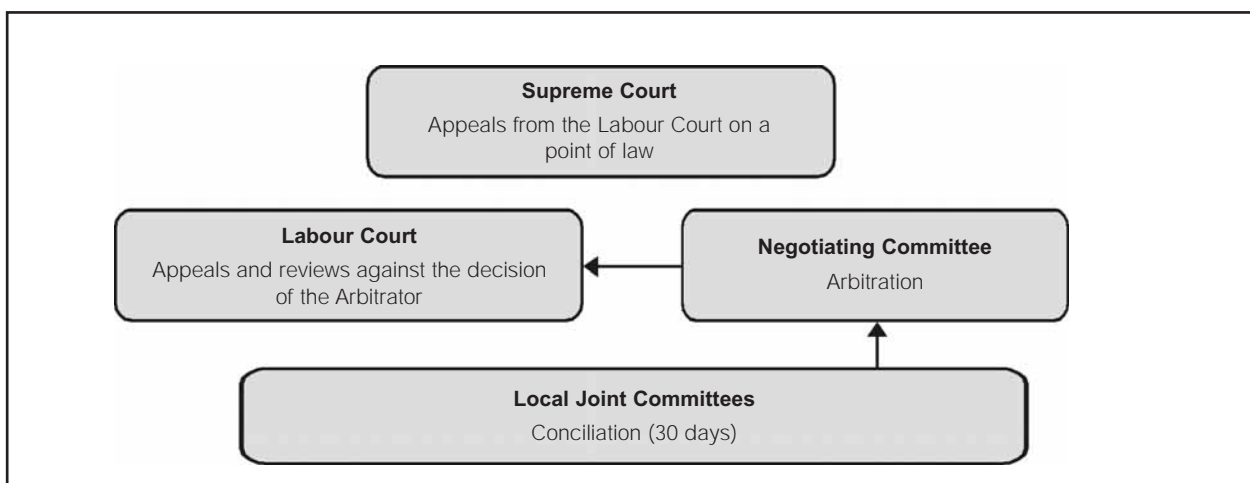 Supreme Court
Appeals from the Labour Court on a
point of law
Labour Court
Appeals and reviews against the decision
of the Arbitrator
Negotiating Committee
Arbitration
Local Joint Committees
Conciliation (30 days)